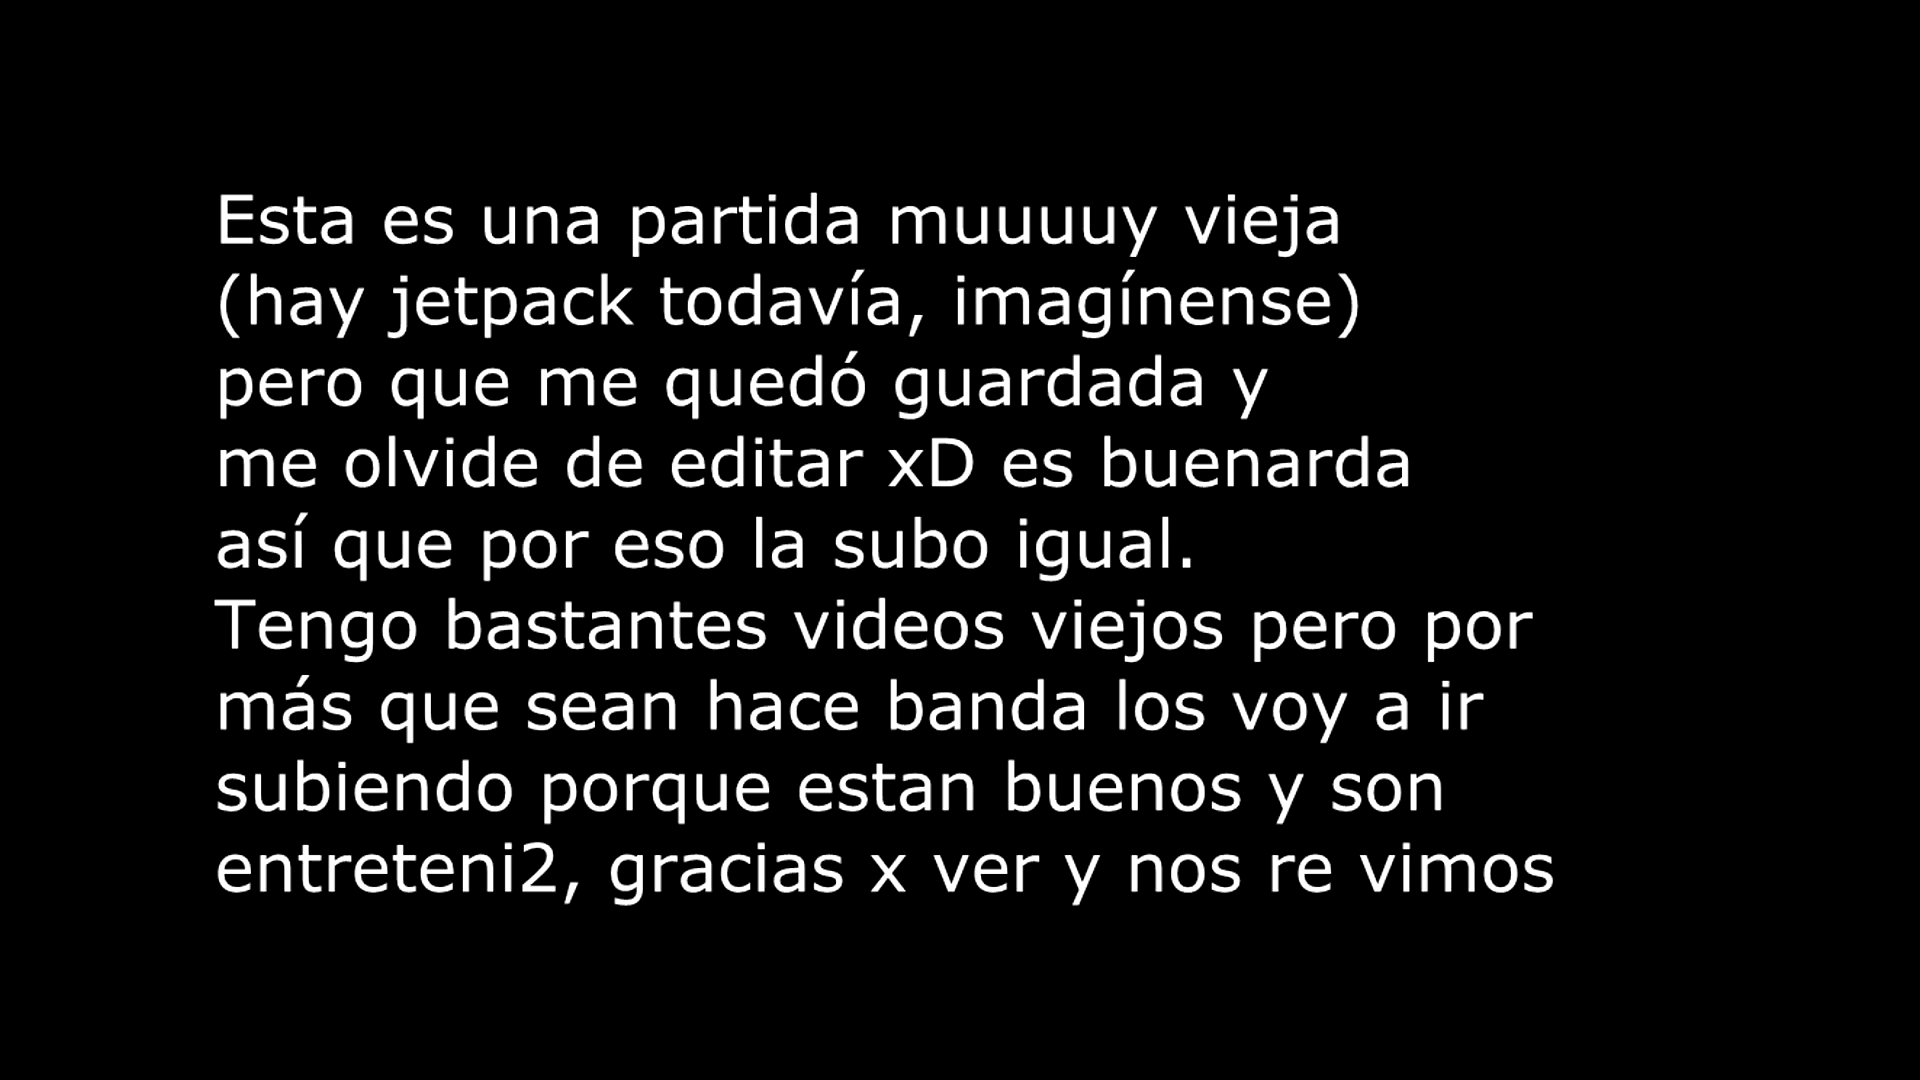 Esta es una partida muuuuy vieja
(hay jetpack todavía, imagínense)
pero que me quedó guardada y
me olvide de editar xD es buenarda
así que por eso la subo igual.
Tengo bastantes videos viejos pero por
más que sean hace banda los voy a ir
subiendo porque estan buenos y son
entreteni2, gracias x ver y nos re vimos